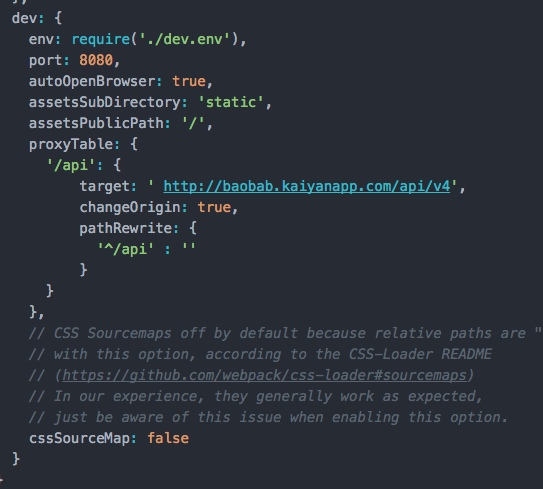 },
dev: {
env: require('./dev.env'),
port: 8080,
autoOpenBrowser: true,
assetsSubDirectory: 'static',
assetsPublicPath: '/',
proxyTable: {
'/api': {
target: ' http://baobab.kaiyanapp.com/api/v4',
changeOrigin: true,
pathRewrite: {
'^/api' : ''
}
}
},
// CSS Sourcemaps off by default because relative paths are "
// with this option, according to the CSS-Loader README
// (https://github.com/webpack/css-loader#sourcemaps)
// In our experience, they generally work as expected,
// just be aware of this issue when enabling this option.
cssSourceMap: false
}